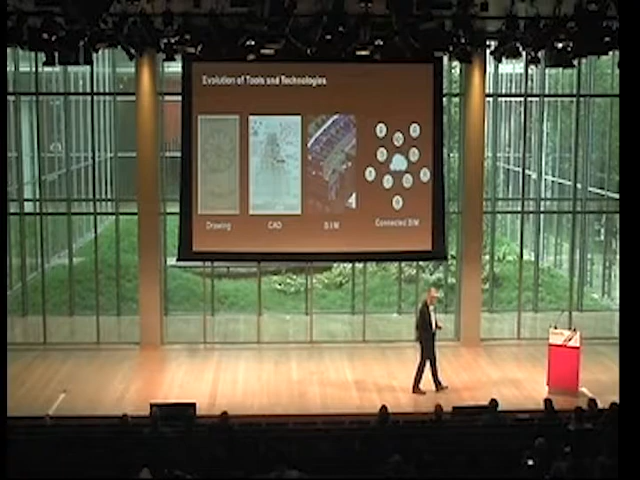 Evolution of Tools and Technologies
Drawing
CAD
BIM
Connected BIM